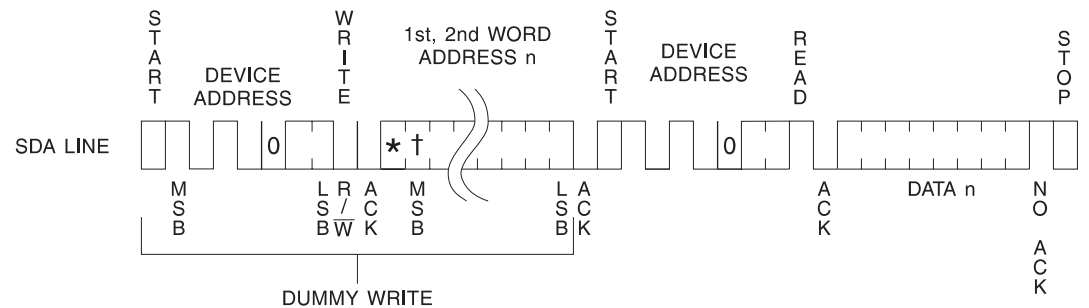 START
WRITE
1st, 2nd WORD
ADDRESS n
START
DEVICE
ADDRESS
READ
STOP
DEVICE
ADDRESS
SDA LINE
0
* †
0
MSB
LSB
R/W
ACK
MSB
LSB
ACK
ACK
DATA n
NO ACK
DUMMY WRITE